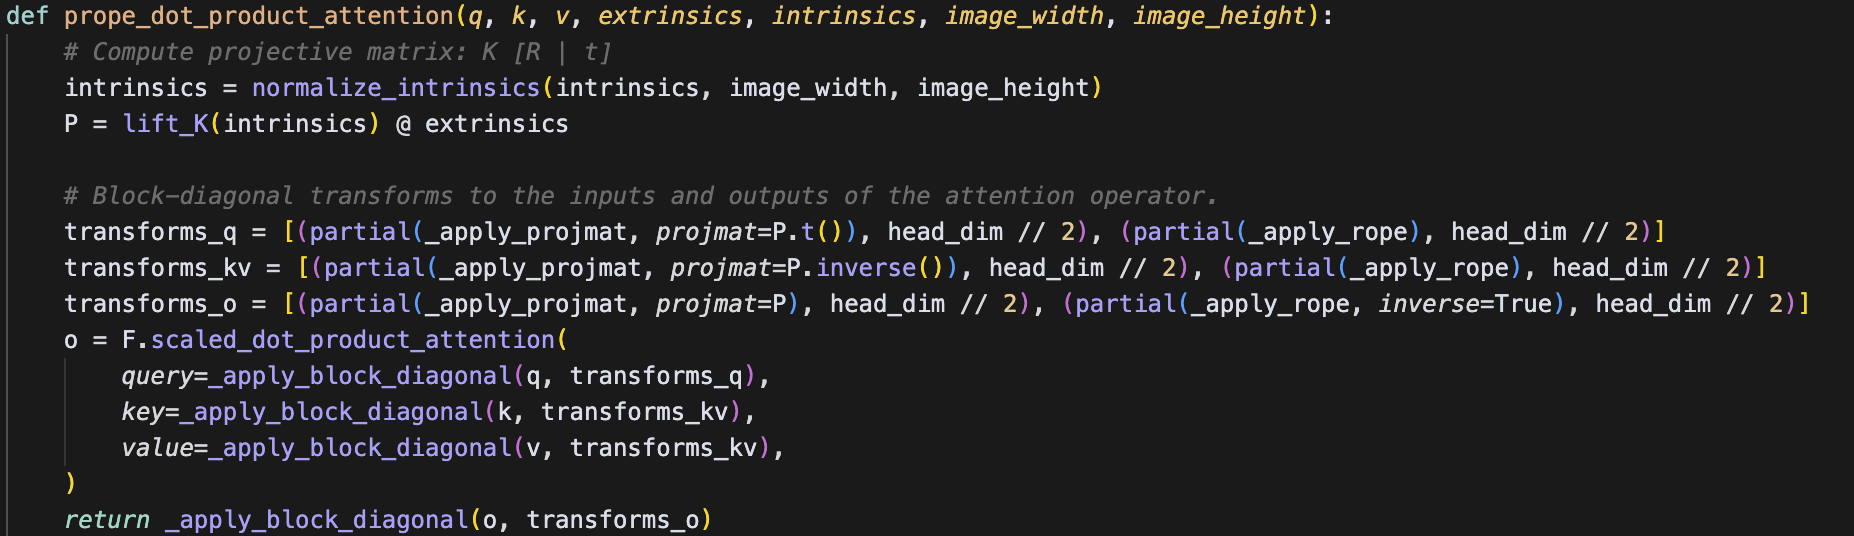 def prope_dot_product_attention(q, k, v, extrinsics, intrinsics, image_width, image_height):
    # Compute projective matrix: K [R | t]
    intrinsics = normalize_intrinsics(intrinsics, image_width, image_height)
    P = lift_K(intrinsics) @ extrinsics

    # Block-diagonal transforms to the inputs and outputs of the attention operator.
    transforms_q = [(partial(_apply_projmat, projmat=P.t()), head_dim // 2), (partial(_apply_rope), head_dim // 2)]
    transforms_kv = [(partial(_apply_projmat, projmat=P.inverse()), head_dim // 2), (partial(_apply_rope), head_dim // 2)]
    transforms_o = [(partial(_apply_projmat, projmat=P), head_dim // 2), (partial(_apply_rope, inverse=True), head_dim // 2)]
    o = F.scaled_dot_product_attention(
        query=_apply_block_diagonal(q, transforms_q),
        key=_apply_block_diagonal(k, transforms_kv),
        value=_apply_block_diagonal(v, transforms_kv),
    )
    return _apply_block_diagonal(o, transforms_o)